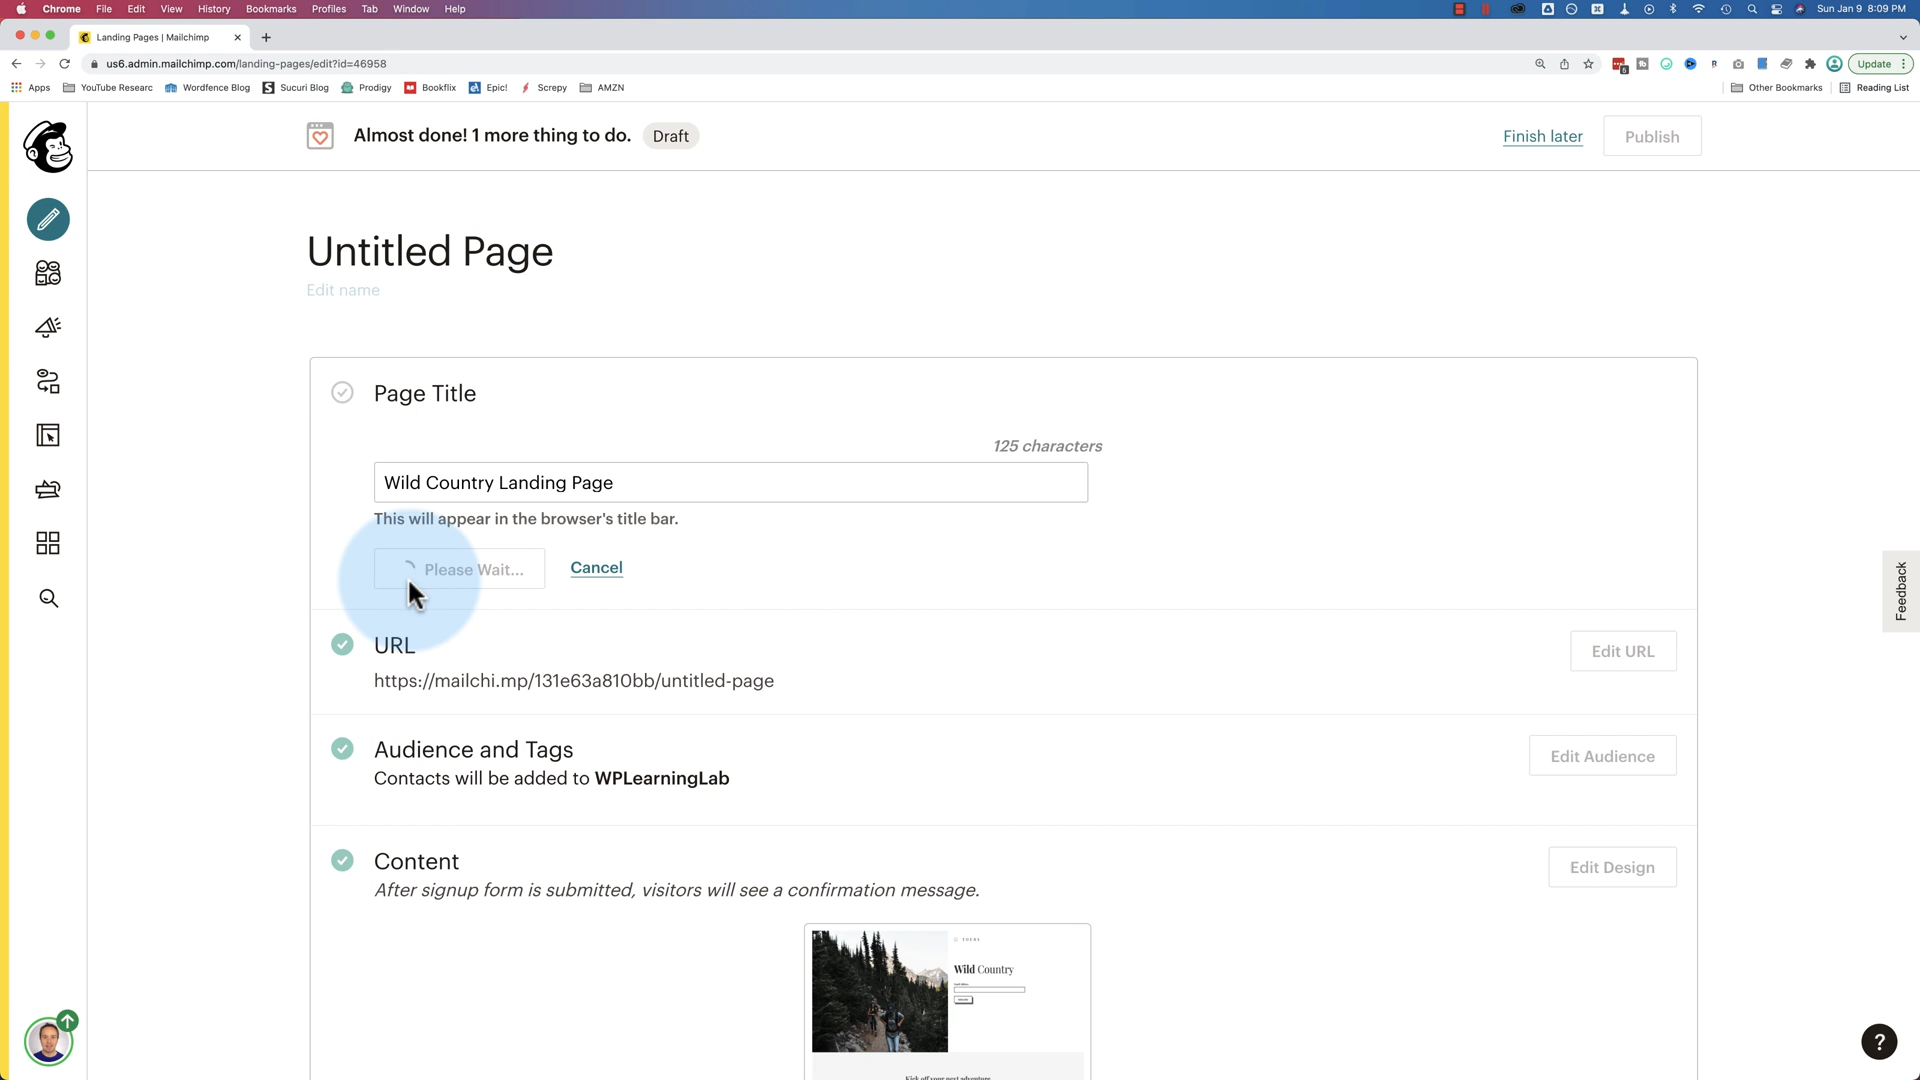 Chrome File Edit View History Bookmarks Profiles Tab Window Help
Sun Jan 9 8:09 PM
Landing Pages | Mailchimp
us6.admin.mailchimp.com/landing-pages/edit?id=46958
Update
Apps YouTube Researc Wordfence Blog Sucuri Blog Prodigy Bookflix Epic! Screpy AMZN
Other Bookmarks Reading List
Almost done! 1 more thing to do. Draft
Finish later Publish
Untitled Page
Edit name
Page Title
125 characters
Wild Country Landing Page
This will appear in the browser's title bar.
Please Wait... Cancel
URL
Edit URL
https://mailchi.mp/131e63a810bb/untitled-page
Audience and Tags
Edit Audience
Contacts will be added to WPLearningLab
Content
Edit Design
After signup form is submitted, visitors will see a confirmation message.
TOURS
Wild Country
Kick off your next adventure
Feedback
?